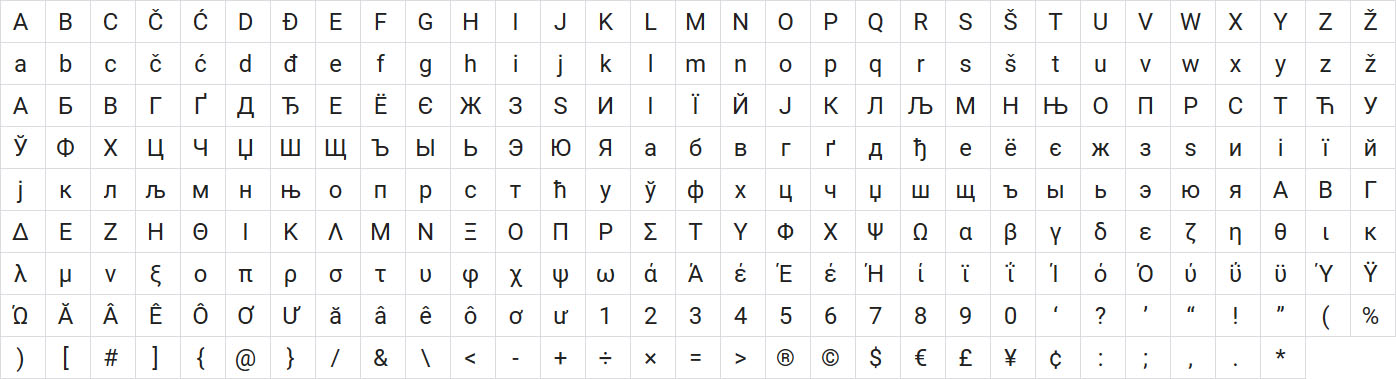 A B C Č Ć D Đ E F G H I J K L M N O P Q R S Š T U V W X Y Z Ž
a b c č ć d đ e f g h i j k l m n o p q r s š t u v w x y z ž
А Б В Г Ґ Д Ђ Е Ё Є Ж З Ѕ И І Ї Й Ј К Л Љ М Н Њ О П Р С Т Ћ У
Ў Ф Х Ц Ч Џ Ш Щ Ъ Ы Ь Э Ю Я а б в г ґ д ђ е ё є ж з ѕ и і ї й
ј к л љ м н њ о п р с т ћ у ў ф х ц ч џ ш щ ъ ы ь э ю я Α Β Γ
Δ Ε Ζ Η Θ Ι Κ Λ Μ Ν Ξ Ο Π Ρ Σ Τ Υ Φ Χ Ψ Ω α β γ δ ε ζ η θ ι κ
λ μ ν ξ ο π ρ σ τ υ φ χ ψ ω ά Ά έ Έ έ Ή ί ϊ ΐ Ί ό Ό ύ ΰ ϋ Ύ Ϋ
Ώ Ă Â Ê Ô Ơ Ư ă â ê ô ơ ư 1 2 3 4 5 6 7 8 9 0 ‘ ? ’ “ ! ” ( %
) [ # ] { @ } / & \ < - + ÷ × = > ® © $ € £ ¥ ¢ : ; , . *